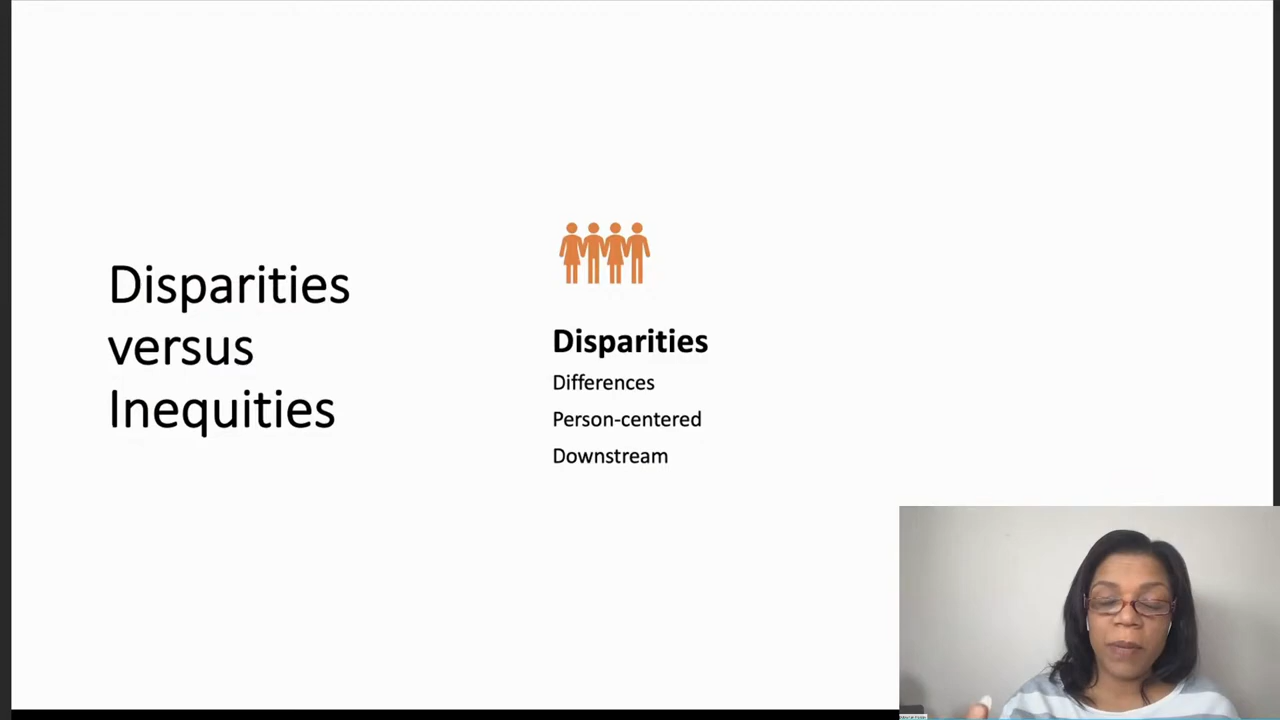 Disparities
versus
Inequities
Disparities
Differences
Person-centered
Downstream